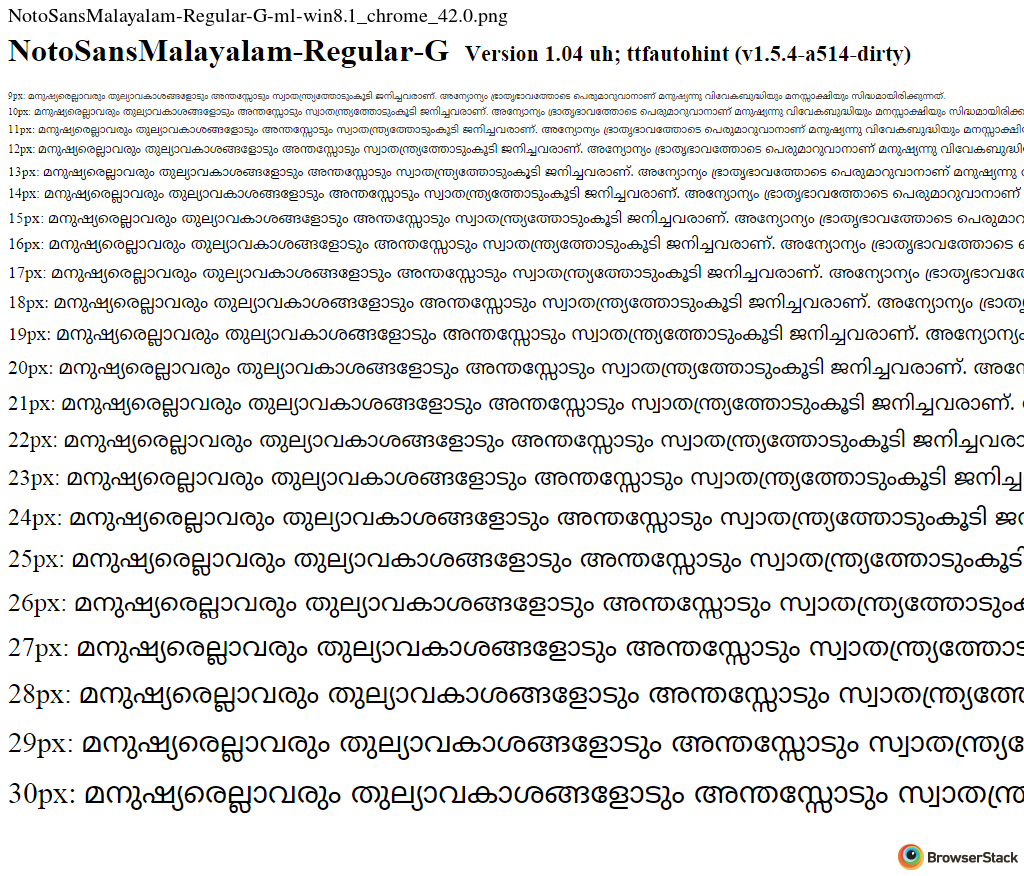 NotoSansMalayalam-Regular-G-ml-win8.1_chrome_42.0.png
NotoSansMalayalam-Regular-G Version 1.04 uh; ttfautohint (v1.5.4-a514-dirty)
9px: മനുഷ്യരെല്ലാവരും തുല്യാവകാശങ്ങളോടും അന്തസ്സോടും സ്വാതന്ത്ര്യത്തോടുംകൂടി ജനിച്ചവരാണ്. അന്യോന്യം ഭ്രാതൃഭാവത്തോടെ പെരുമാറുവാനാണ് മനുഷ്യന്നു വിവേകബുദ്ധിയും മനസ്സാക്ഷിയും സിദ്ധമായിരിക്കുന്നത്.
10px: മനുഷ്യരെല്ലാവരും തുല്യാവകാശങ്ങളോടും അന്തസ്സോടും സ്വാതന്ത്ര്യത്തോടുംകൂടി ജനിച്ചവരാണ്. അന്യോന്യം ഭ്രാതൃഭാവത്തോടെ പെരുമാറുവാനാണ് മനുഷ്യന്നു വിവേകബുദ്ധിയും മനസ്സാക്ഷിയും
11px: മനുഷ്യരെല്ലാവരും തുല്യാവകാശങ്ങളോടും അന്തസ്സോടും സ്വാതന്ത്ര്യത്തോടുംകൂടി ജനിച്ചവരാണ്. അന്യോന്യം ഭ്രാതൃഭാവത്തോടെ പെരുമാറുവാനാണ് മനുഷ്യന്നു വിവേകബുദ്ധിയും
12px: മനുഷ്യരെല്ലാവരും തുല്യാവകാശങ്ങളോടും അന്തസ്സോടും സ്വാതന്ത്ര്യത്തോടുംകൂടി ജനിച്ചവരാണ്. അന്യോന്യം ഭ്രാതൃഭാവത്തോടെ പെരുമാറുവാനാണ് മനുഷ്യന്നു
13px: മനുഷ്യരെല്ലാവരും തുല്യാവകാശങ്ങളോടും അന്തസ്സോടും സ്വാതന്ത്ര്യത്തോടുംകൂടി ജനിച്ചവരാണ്. അന്യോന്യം ഭ്രാതൃഭാവത്തോടെ പെരുമാറുവാനാണ് മനുഷ്യന്നു
14px: മനുഷ്യരെല്ലാവരും തുല്യാവകാശങ്ങളോടും അന്തസ്സോടും സ്വാതന്ത്ര്യത്തോടുംകൂടി ജനിച്ചവരാണ്. അന്യോന്യം ഭ്രാതൃഭാവത്തോടെ പെരുമാറുവാനാണ്
15px: മനുഷ്യരെല്ലാവരും തുല്യാവകാശങ്ങളോടും അന്തസ്സോടും സ്വാതന്ത്ര്യത്തോടുംകൂടി ജനിച്ചവരാണ്. അന്യോന്യം ഭ്രാതൃഭാവത്തോടെ
16px: മനുഷ്യരെല്ലാവരും തുല്യാവകാശങ്ങളോടും അന്തസ്സോടും സ്വാതന്ത്ര്യത്തോടുംകൂടി ജനിച്ചവരാണ്. അന്യോന്യം ഭ്രാതൃഭാവത്തോടെ
17px: മനുഷ്യരെല്ലാവരും തുല്യാവകാശങ്ങളോടും അന്തസ്സോടും സ്വാതന്ത്ര്യത്തോടുംകൂടി ജനിച്ചവരാണ്. അന്യോന്യം
18px: മനുഷ്യരെല്ലാവരും തുല്യാവകാശങ്ങളോടും അന്തസ്സോടും സ്വാതന്ത്ര്യത്തോടുംകൂടി ജനിച്ചവരാണ്. അന്യോന്യം
19px: മനുഷ്യരെല്ലാവരും തുല്യാവകാശങ്ങളോടും അന്തസ്സോടും സ്വാതന്ത്ര്യത്തോടുംകൂടി ജനിച്ചവരാണ്. അന്യോന്യം
20px: മനുഷ്യരെല്ലാവരും തുല്യാവകാശങ്ങളോടും അന്തസ്സോടും സ്വാതന്ത്ര്യത്തോടുംകൂടി ജനിച്ചവരാണ്.
21px: മനുഷ്യരെല്ലാവരും തുല്യാവകാശങ്ങളോടും അന്തസ്സോടും സ്വാതന്ത്ര്യത്തോടുംകൂടി ജനിച്ചവരാണ്.
22px: മനുഷ്യരെല്ലാവരും തുല്യാവകാശങ്ങളോടും അന്തസ്സോടും സ്വാതന്ത്ര്യത്തോടുംകൂടി ജനിച്ചവരാ
23px: മനുഷ്യരെല്ലാവരും തുല്യാവകാശങ്ങളോടും അന്തസ്സോടും സ്വാതന്ത്ര്യത്തോടുംകൂടി ജനിച്ച
24px: മനുഷ്യരെല്ലാവരും തുല്യാവകാശങ്ങളോടും അന്തസ്സോടും സ്വാതന്ത്ര്യത്തോടുംകൂടി
25px: മനുഷ്യരെല്ലാവരും തുല്യാവകാശങ്ങളോടും അന്തസ്സോടും സ്വാതന്ത്ര്യത്തോടുംകൂടി
26px: മനുഷ്യരെല്ലാവരും തുല്യാവകാശങ്ങളോടും അന്തസ്സോടും സ്വാതന്ത്ര്യത്തോടും
27px: മനുഷ്യരെല്ലാവരും തുല്യാവകാശങ്ങളോടും അന്തസ്സോടും സ്വാതന്ത്ര്യത്തോട
28px: മനുഷ്യരെല്ലാവരും തുല്യാവകാശങ്ങളോടും അന്തസ്സോടും സ്വാതന്ത്ര്യത്തേ
29px: മനുഷ്യരെല്ലാവരും തുല്യാവകാശങ്ങളോടും അന്തസ്സോടും സ്വാതന്ത്ര്യ
30px: മനുഷ്യരെല്ലാവരും തുല്യാവകാശങ്ങളോടും അന്തസ്സോടും സ്വാതന്ത്ര
BrowserStack